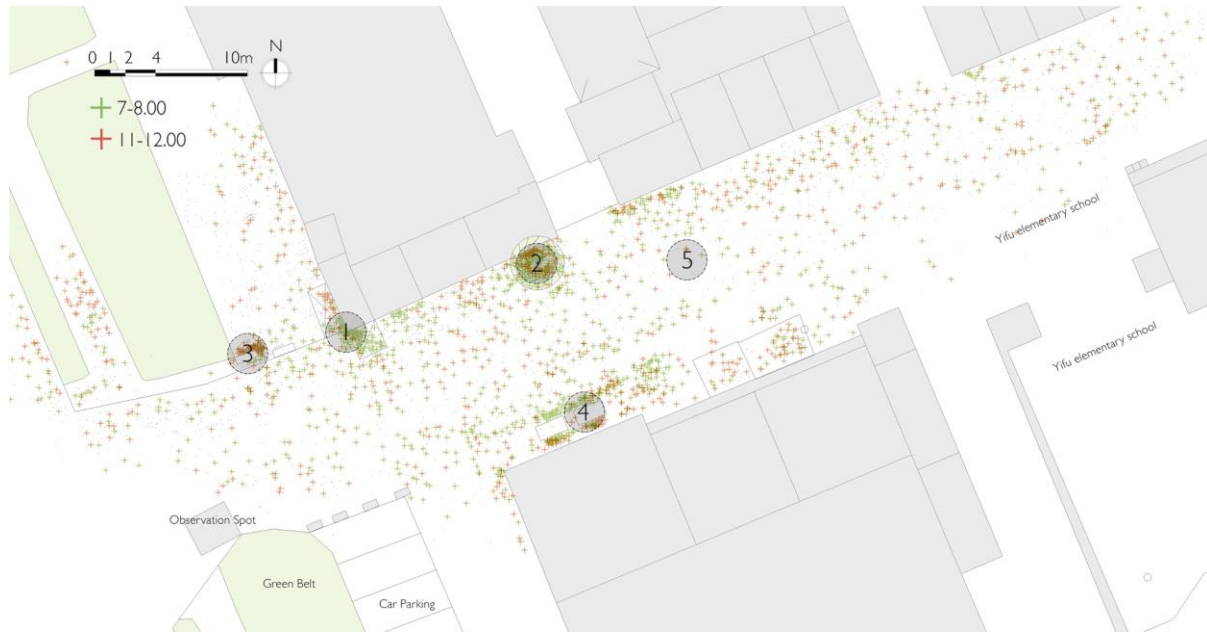 0 1 2 4 10m
N
7-8.00
11-12.00
Yifu elementary school
2
5
1
3
Yifu elementary school
4
Observation Spot
Green Belt
Car Parking